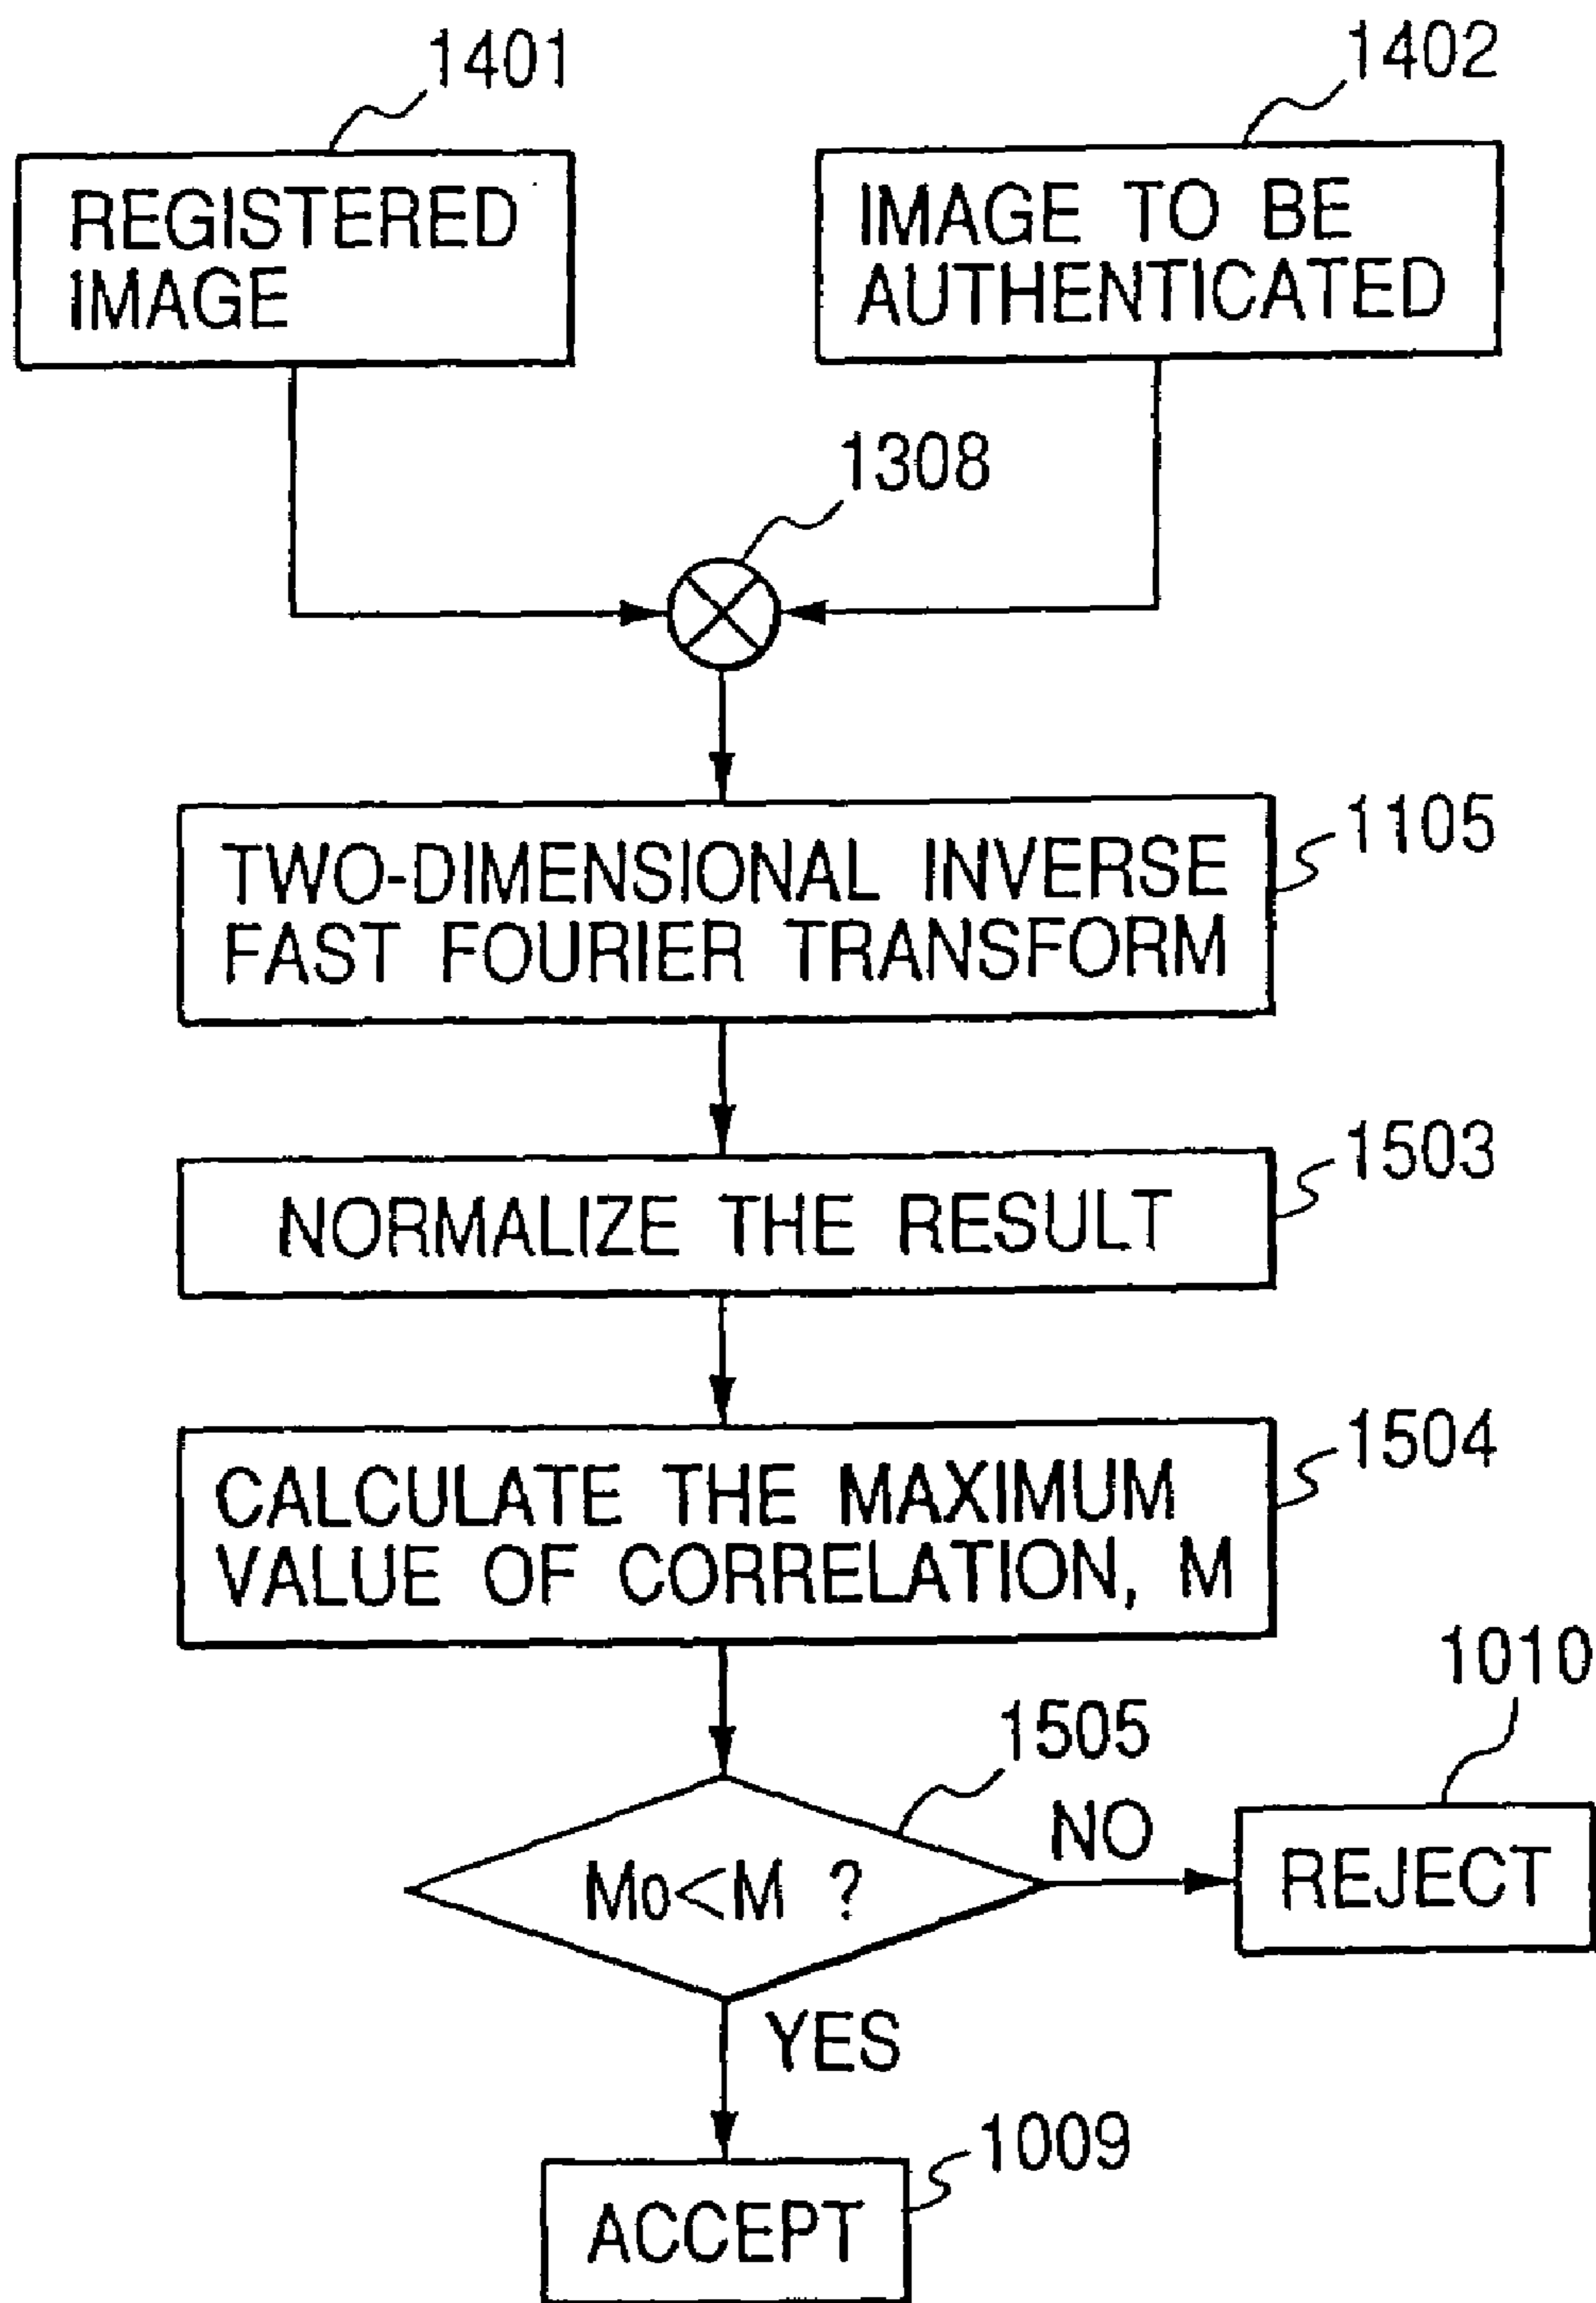 1401
1402
REGISTERED
IMAGE
IMAGE TO BE
AUTHENTICATED
1308
1105
TWO-DIMENSIONAL INVERSE
FAST FOURIER TRANSFORM
1503
NORMALIZE THE RESULT
1504
CALCULATE THE MAXIMUM
VALUE OF CORRELATION, M
1010
1505
NO
REJECT
Mo<M ?
YES
1009
ACCEPT